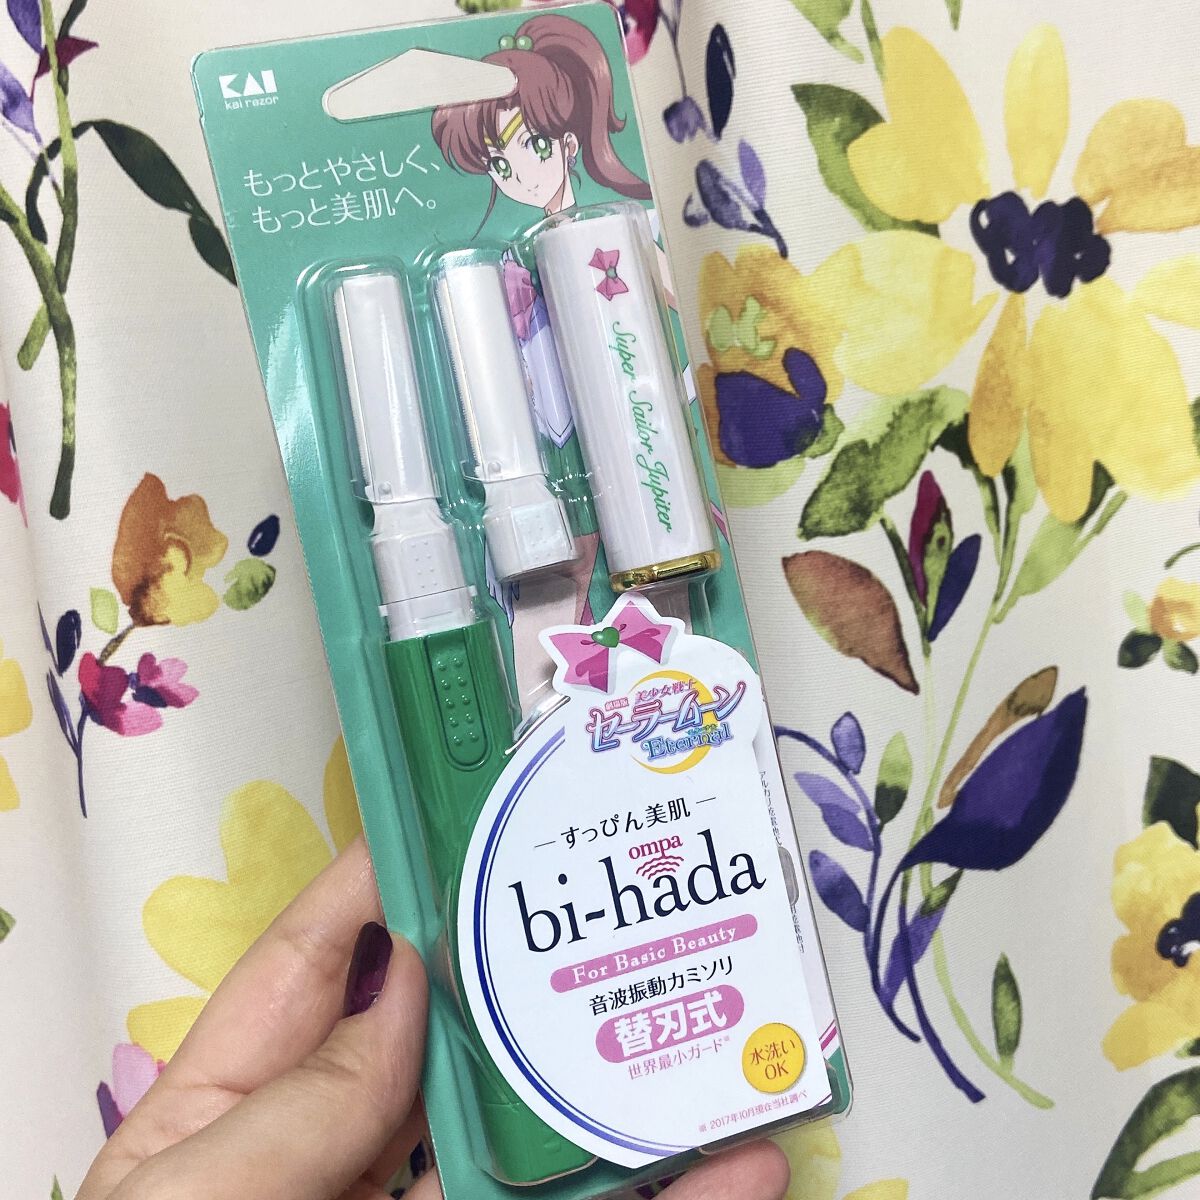 KAI
kai razor
もっとやさしく、
もっと美肌へ。
Super Sailor Jupiter
劇場版 美少女戦士
セーラームーン
Eternal
すっぴん美肌
ompa
bi-hada
For Basic Beauty
音波振動カミソリ
替刃式
世界最小ガード※
水洗い
OK
※ 2017年10月現在当社調べ